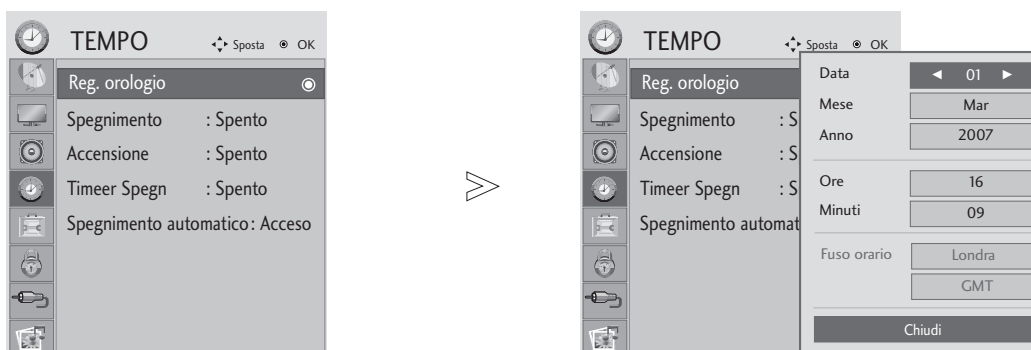 TEMPO Sposta OK
Reg. orologio
Spegnimento : Spento
Accensione : Spento
Timeer Spegn : Spento
Spegnimento automatico : Acceso
TEMPO Sposta OK
Reg. orologio
Spegnimento : S
Accensione : S
Timeer Spegn : S
Spegnimento automat
Data 01
Mese Mar
Anno 2007
Ore 16
Minuti 09
Fuso orario Londra
GMT
Chiudi